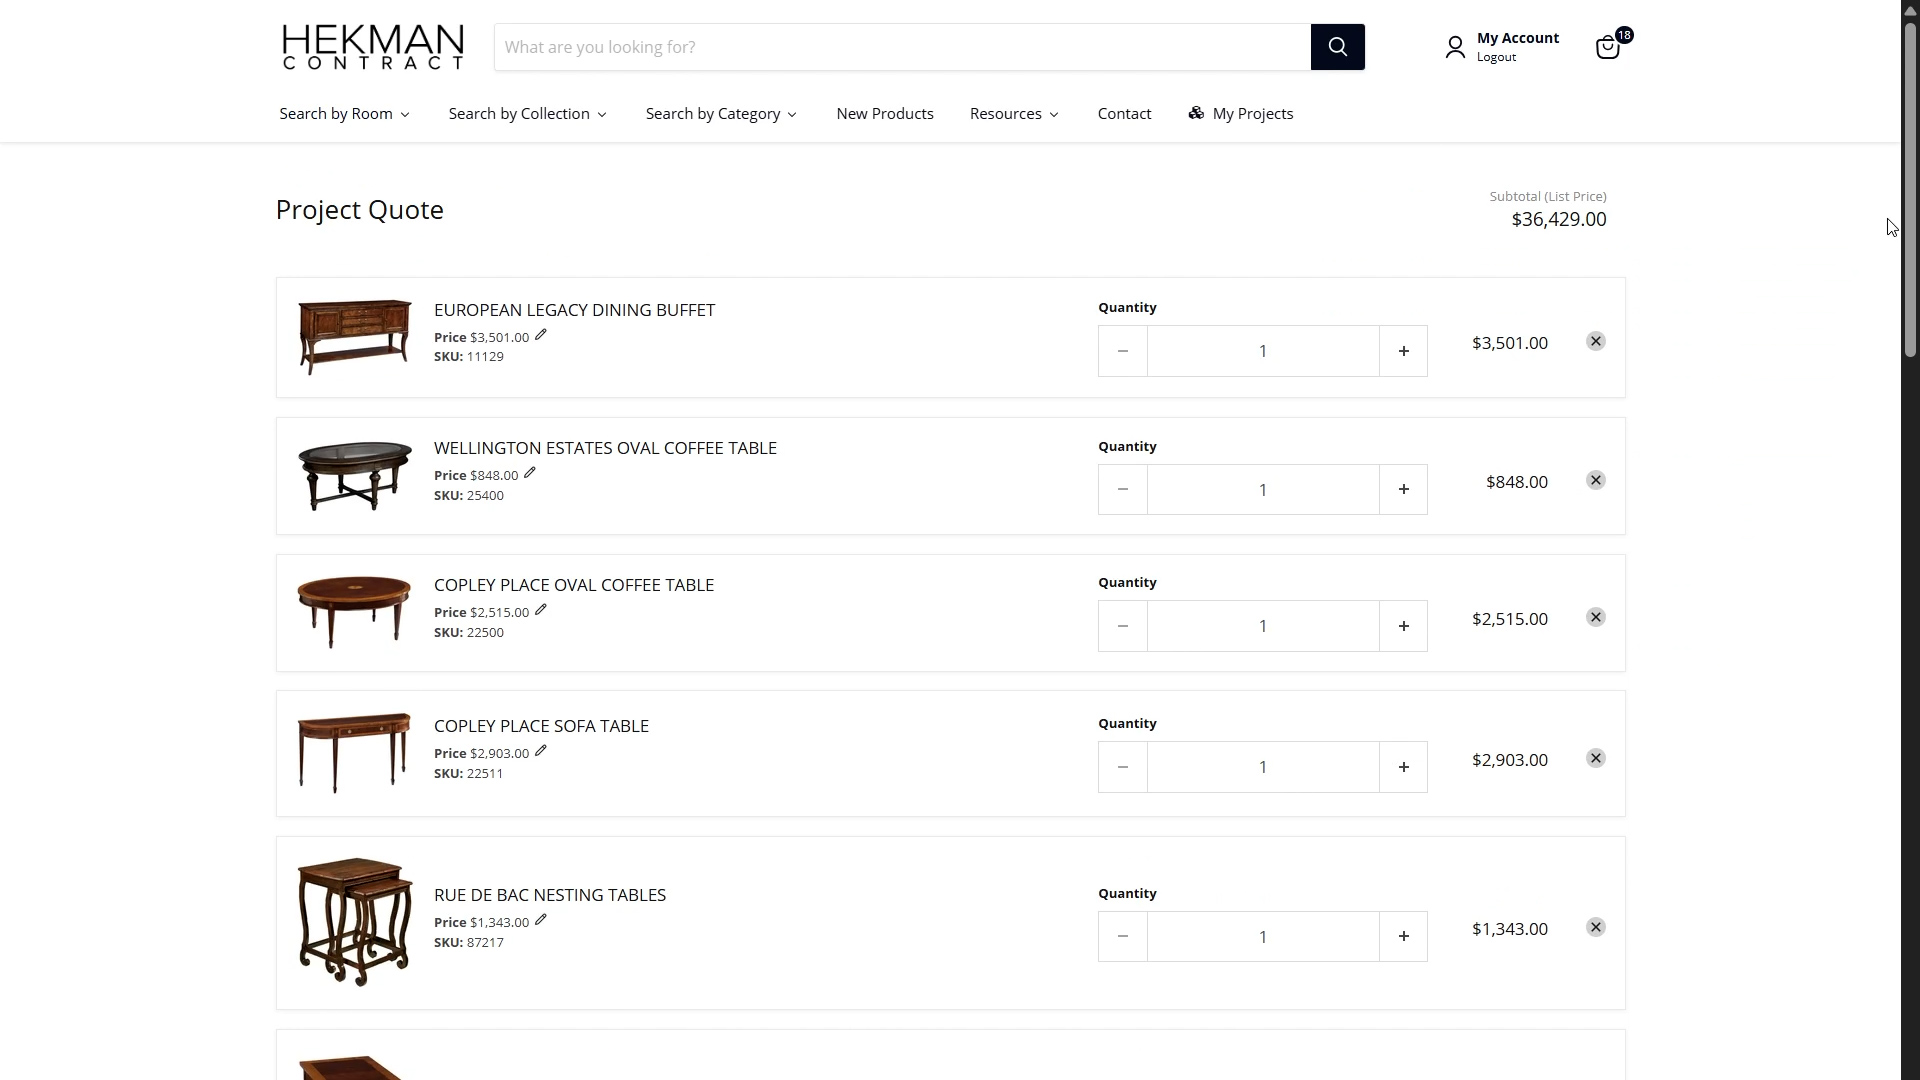 HEKMAN
CONTRACT
What are you looking for?
My Account
Logout
18
Search by Room
Search by Collection
Search by Category
New Products
Resources
Contact
My Projects
Project Quote
Subtotal (List Price)
$36,429.00
EUROPEAN LEGACY DINING BUFFET
Price $3,501.00
SKU: 11129
Quantity
− 1 +
$3,501.00
WELLINGTON ESTATES OVAL COFFEE TABLE
Price $848.00
SKU: 25400
Quantity
− 1 +
$848.00
COPLEY PLACE OVAL COFFEE TABLE
Price $2,515.00
SKU: 22500
Quantity
− 1 +
$2,515.00
COPLEY PLACE SOFA TABLE
Price $2,903.00
SKU: 22511
Quantity
− 1 +
$2,903.00
RUE DE BAC NESTING TABLES
Price $1,343.00
SKU: 87217
Quantity
− 1 +
$1,343.00